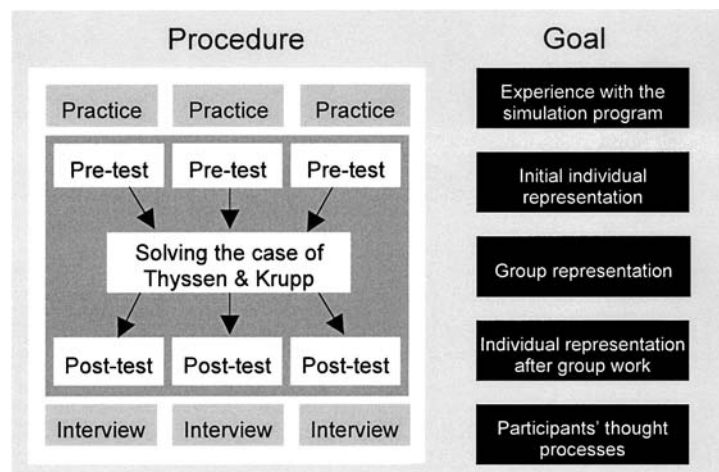 Procedure
Goal
Practice Practice Practice
Experience with the
simulation program
Pre-test Pre-test Pre-test
Initial individual
representation
Solving the case of
Thyssen & Krupp
Group representation
Post-test Post-test Post-test
Individual representation
after group work
Interview Interview Interview
Participants’ thought
processes